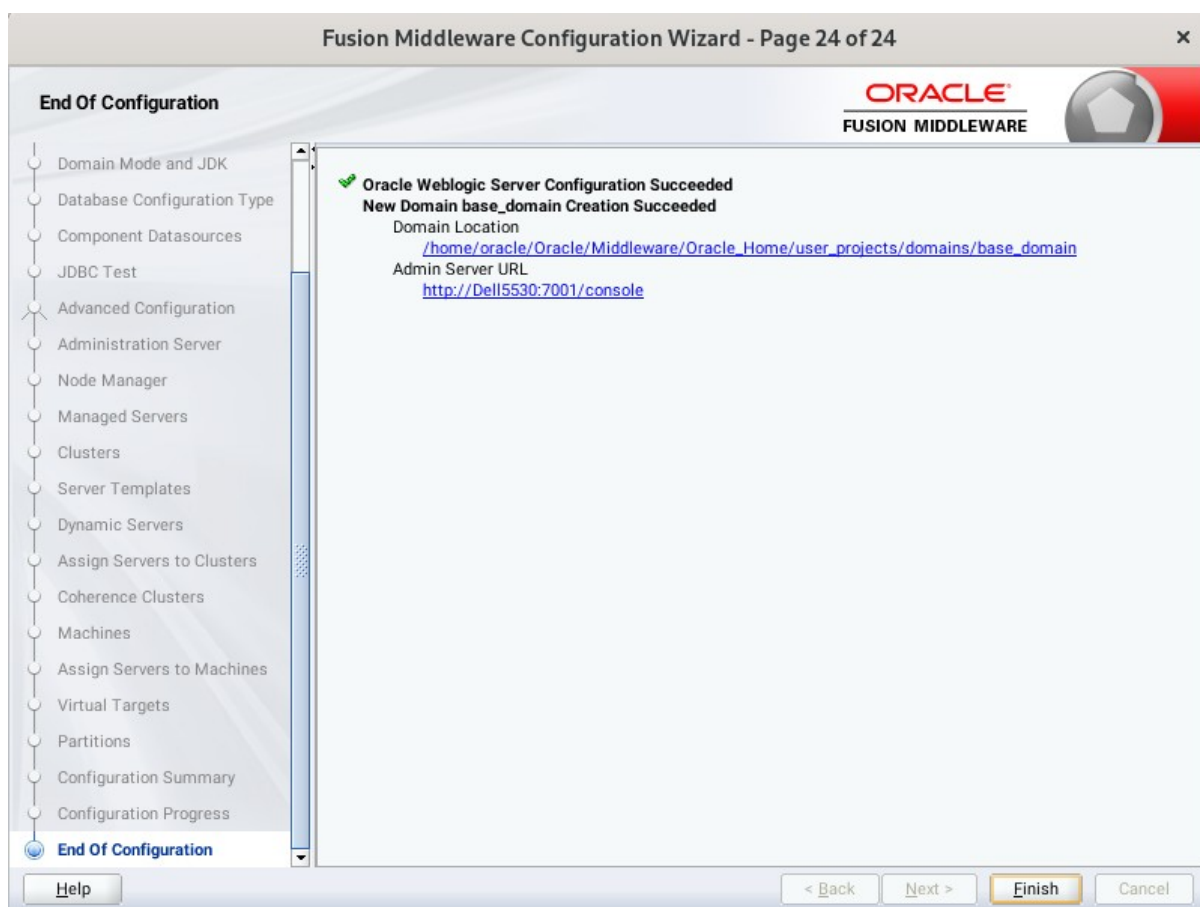 Fusion Middleware Configuration Wizard - Page 24 of 24
×
End Of Configuration
ORACLE
FUSION MIDDLEWARE
Domain Mode and JDK
Database Configuration Type
Component Datasources
JDBC Test
Advanced Configuration
Administration Server
Node Manager
Managed Servers
Clusters
Server Templates
Dynamic Servers
Assign Servers to Clusters
Coherence Clusters
Machines
Assign Servers to Machines
Virtual Targets
Partitions
Configuration Summary
Configuration Progress
End Of Configuration
Oracle Weblogic Server Configuration Succeeded
New Domain base_domain Creation Succeeded
Domain Location
/home/oracle/Oracle/Middleware/Oracle_Home/user_projects/domains/base_domain
Admin Server URL
http://Dell5530:7001/console
Help
< Back
Next >
Finish
Cancel